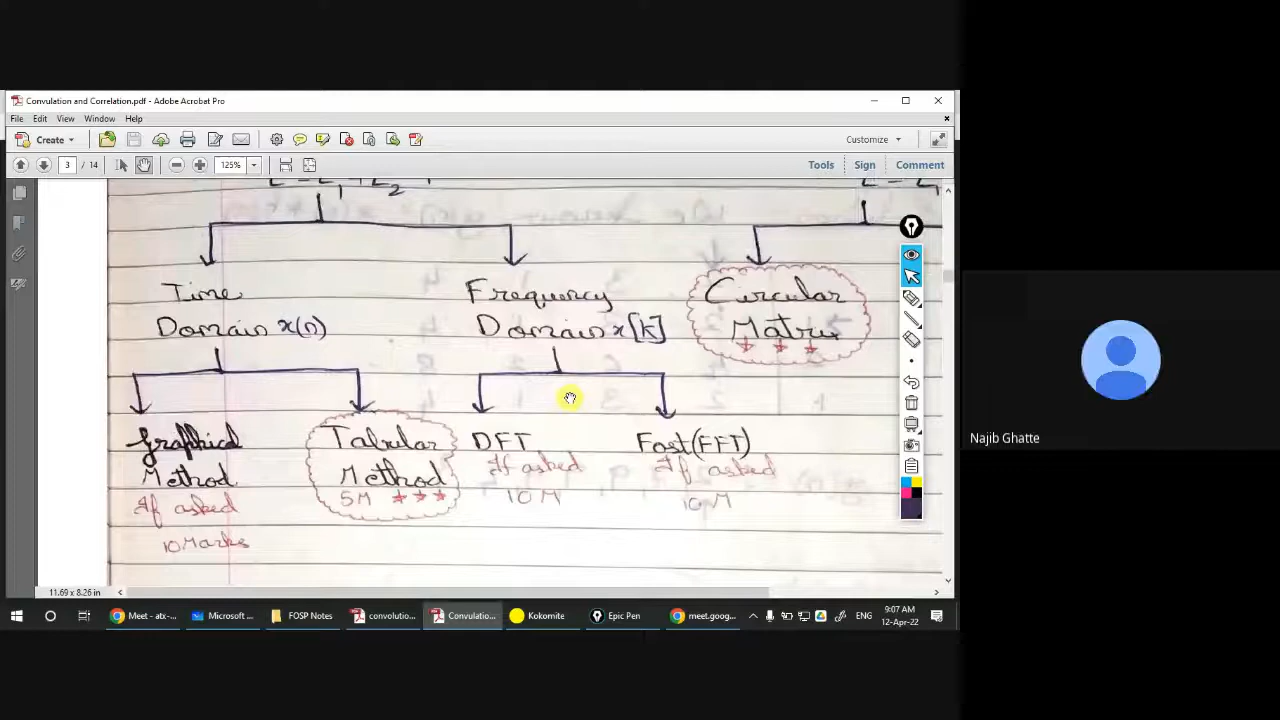 Convulation and Correlation.pdf - Adobe Acrobat Pro
File Edit View Window Help
Create
Customize
3 / 14
125%
Tools Sign Comment
Time
Domain x(n)
Frequency
Domain x[k]
Circular
Matrix
Graphical
Method
If asked
10 Marks
Tabular
Method
5M ***
DFT
If asked
10 M
Fast (FFT)
If asked
10 M
11.69 x 8.26 in
Najib Ghatte
Meet - atx-...
Microsoft ...
FOSP Notes
convolutio...
Convulatio...
Kokomite
Epic Pen
meet.goog...
ENG
9:07 AM
12-Apr-22